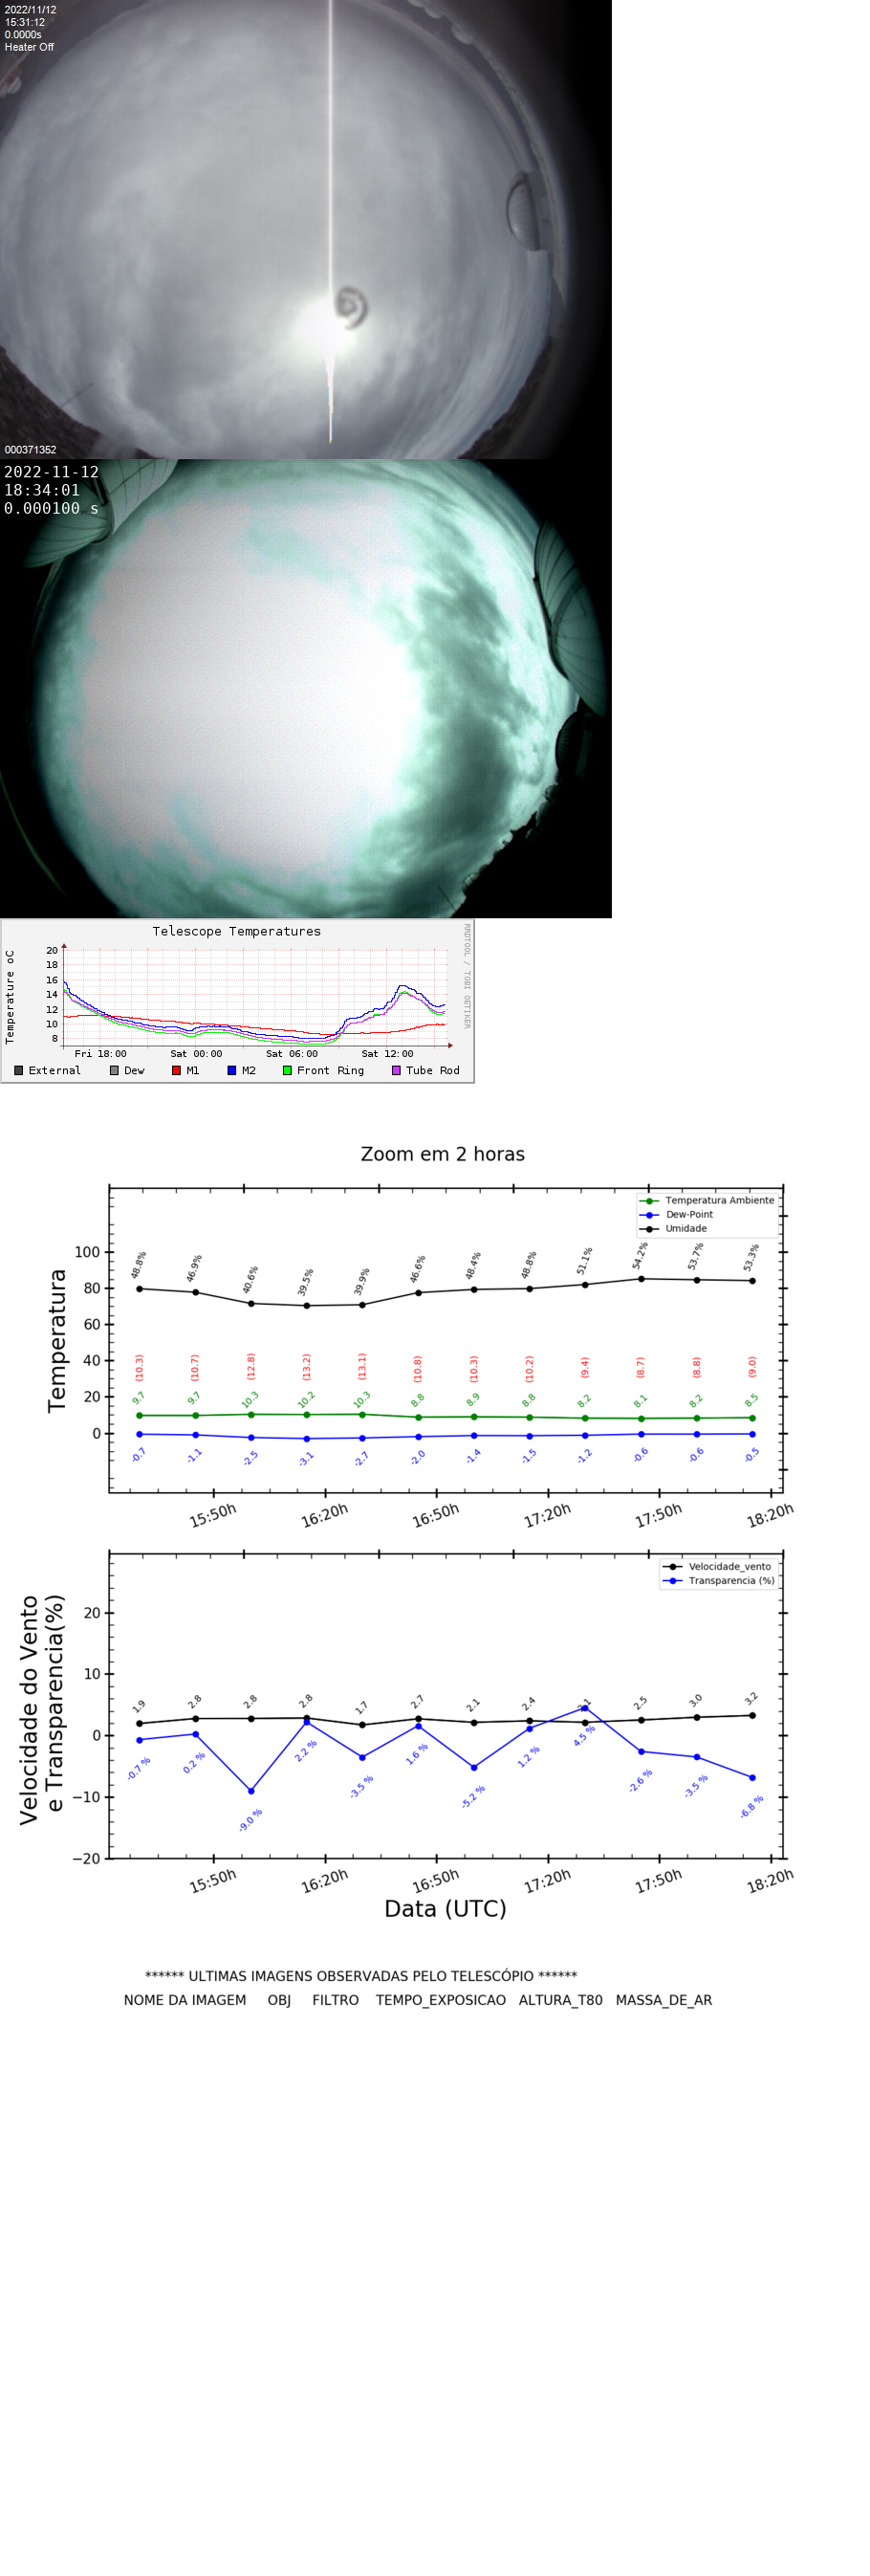 2022/11/12
15:31:12
0.0000s
Heater Off
000371352
2022-11-12
18:34:01
0.000100 s
Telescope Temperatures
RRDTOOL / TOBI OETIKER
Temperature oC
20
18
16
14
12
10
8
Fri 18:00 Sat 00:00 Sat 06:00 Sat 12:00
External Dew M1 M2 Front Ring Tube Rod
Zoom em 2 horas
Temperatura Ambiente
Dew-Point
Umidade
Temperatura
100
80
60
40
20
0
48.8% 46.9% 40.6% 39.5% 39.9% 46.6% 48.4% 48.8% 51.1% 54.2% 53.7% 53.3%
(10.3) (10.7) (12.8) (13.2) (13.1) (10.8) (10.3) (10.2) (9.4) (8.7) (8.8) (9.0)
9.7 9.7 10.3 10.2 10.3 8.8 8.9 8.8 8.2 8.1 8.2 8.5
-0.7 -1.1 -2.5 -3.1 -2.7 -2.0 -1.4 -1.5 -1.2 -0.6 -0.6 -0.5
15:50h 16:20h 16:50h 17:20h 17:50h 18:20h
Velocidade_vento
Transparencia (%)
Velocidade do Vento
e Transparencia(%)
20
10
0
−10
−20
1.9 2.8 2.8 2.8 1.7 2.7 2.1 2.4 2.1 2.5 3.0 3.2
-0.7 % 0.2 % -9.0 % 2.2 % -3.5 % 1.6 % -5.2 % 1.2 % 4.5 % -2.6 % -3.5 % -6.8 %
15:50h 16:20h 16:50h 17:20h 17:50h 18:20h
Data (UTC)
****** ULTIMAS IMAGENS OBSERVADAS PELO TELESCÓPIO ******
NOME DA IMAGEM OBJ FILTRO TEMPO_EXPOSICAO ALTURA_T80 MASSA_DE_AR